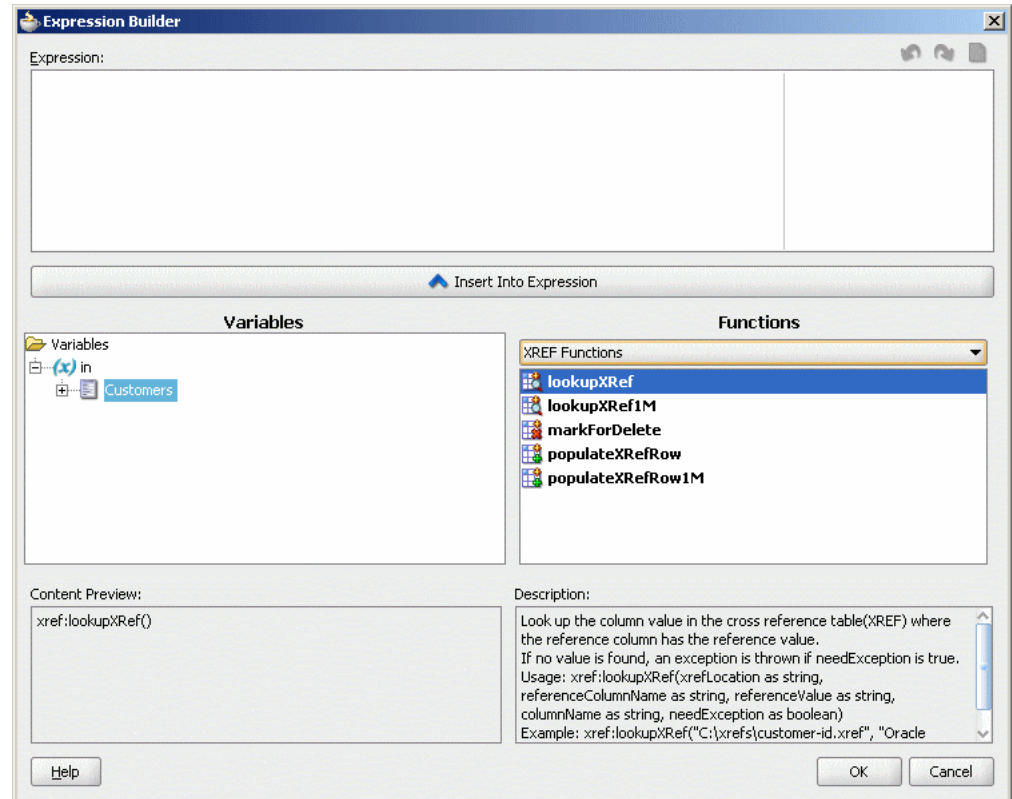 Expression Builder
Expression:
Insert Into Expression
Variables
Functions
Variables
(x) in
Customers
XREF Functions
lookupXRef
lookupXRef1M
markForDelete
populateXRefRow
populateXRefRow1M
Content Preview:
xref:lookupXRef()
Description:
Look up the column value in the cross reference table(XREF) where
the reference column has the reference value.
If no value is found, an exception is thrown if needException is true.
Usage: xref:lookupXRef(xrefLocation as string,
referenceColumnName as string, referenceValue as string,
columnName as string, needException as boolean)
Example: xref:lookupXRef("C:\xrefs\customer-id.xref", "Oracle
Help
OK
Cancel